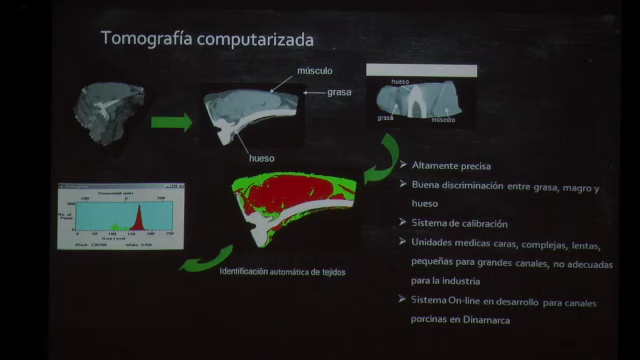 Tomografía computarizada
músculo
grasa
hueso
hueso
grasa
músculo
Identificación automática de tejidos
➢ Altamente precisa
➢ Buena discriminación entre grasa, magro y
hueso
➢ Sistema de calibración
➢ Unidades medicas caras, complejas, lentas,
pequeñas para grandes canales, no adecuadas
para la industria
➢ Sistema On-line en desarrollo para canales
porcinas en Dinamarca